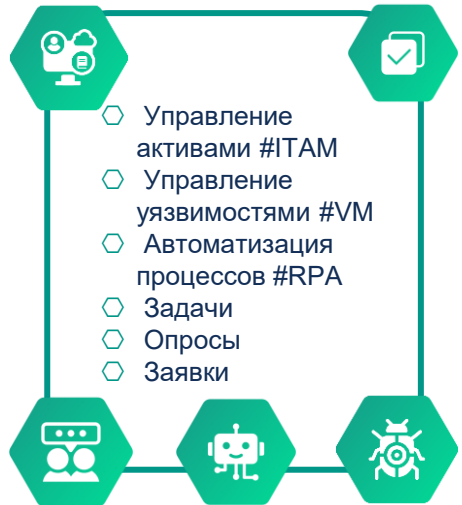 Управление
активами #ITAM
Управление
уязвимостями #VM
Автоматизация
процессов #RPA
Задачи
Опросы
Заявки